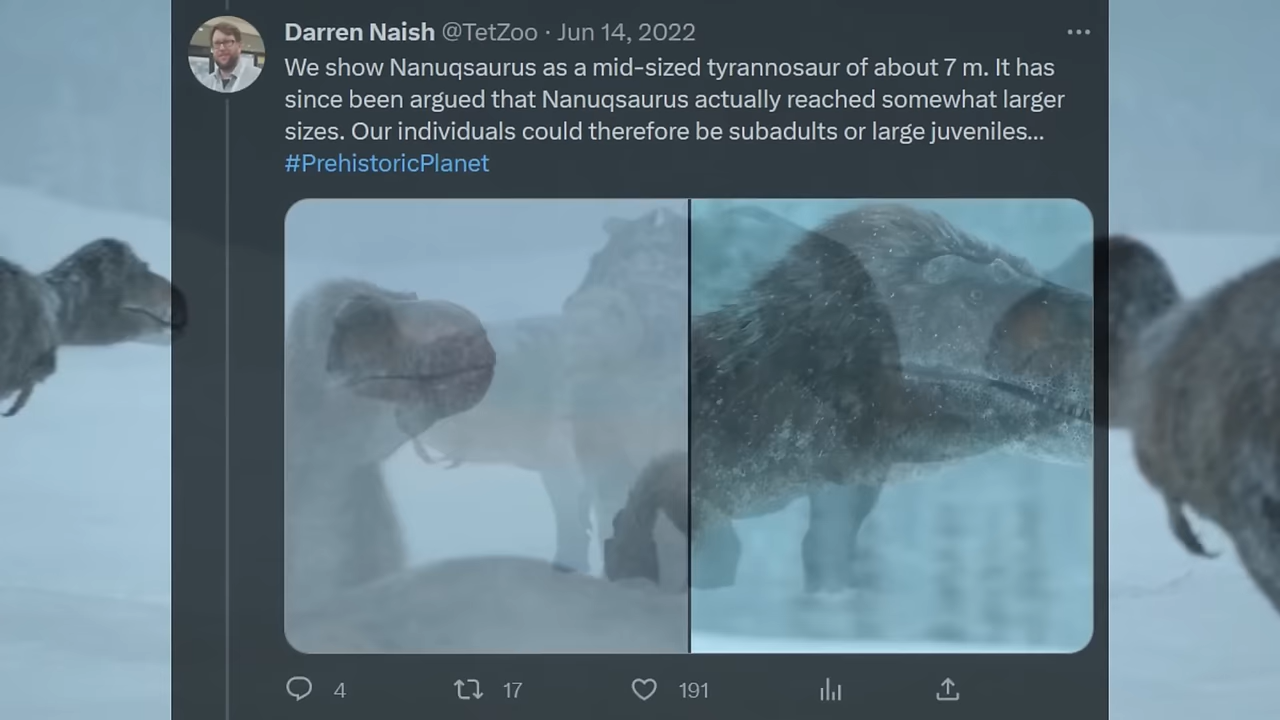 Darren Naish @TetZoo · Jun 14, 2022
We show Nanuqsaurus as a mid-sized tyrannosaur of about 7 m. It has
since been argued that Nanuqsaurus actually reached somewhat larger
sizes. Our individuals could therefore be subadults or large juveniles...
#PrehistoricPlanet
4 17 191